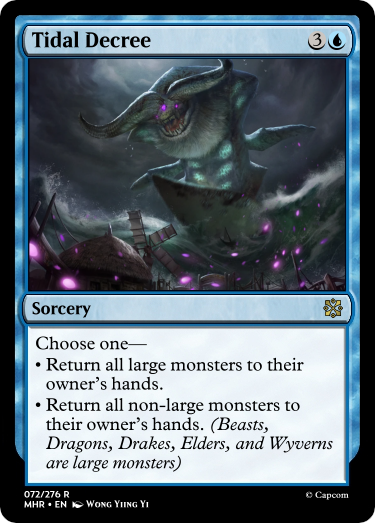 Tidal Decree 3
Sorcery
Choose one—
• Return all large monsters to their
owner's hands.
• Return all non-large monsters to
their owner's hands. (Beasts,
Dragons, Drakes, Elders, and Wyverns
are large monsters)
072/276 R
MHR • EN Wong Yiing Yi
© Capcom